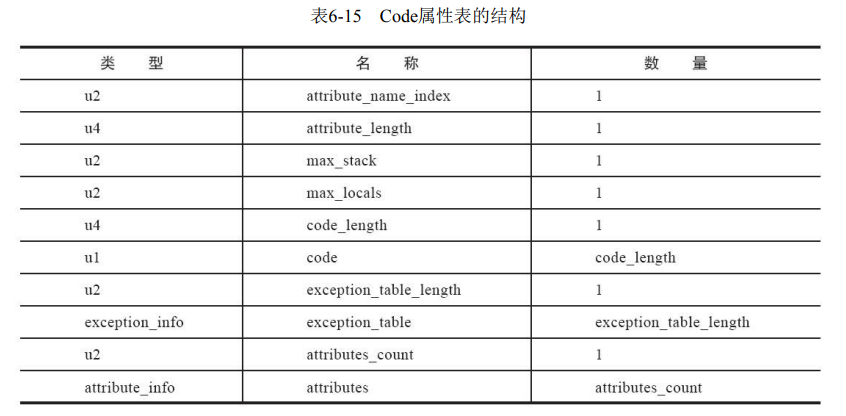 表6-15 Code属性表的结构
类 型 名 称 数 量
u2 attribute_name_index 1
u4 attribute_length 1
u2 max_stack 1
u2 max_locals 1
u4 code_length 1
u1 code code_length
u2 exception_table_length 1
exception_info exception_table exception_table_length
u2 attributes_count 1
attribute_info attributes attributes_count